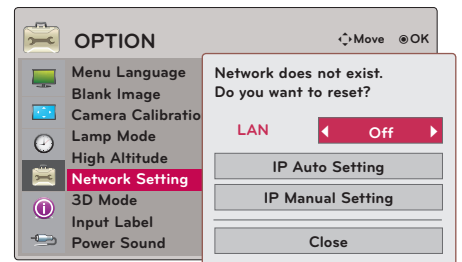 OPTION
Move
OK
Menu Language
Blank Image
Camera Calibratio
Lamp Mode
High Altitude
Network Setting
3D Mode
Input Label
Power Sound
Network does not exist.
Do you want to reset?
LAN
Off
IP Auto Setting
IP Manual Setting
Close